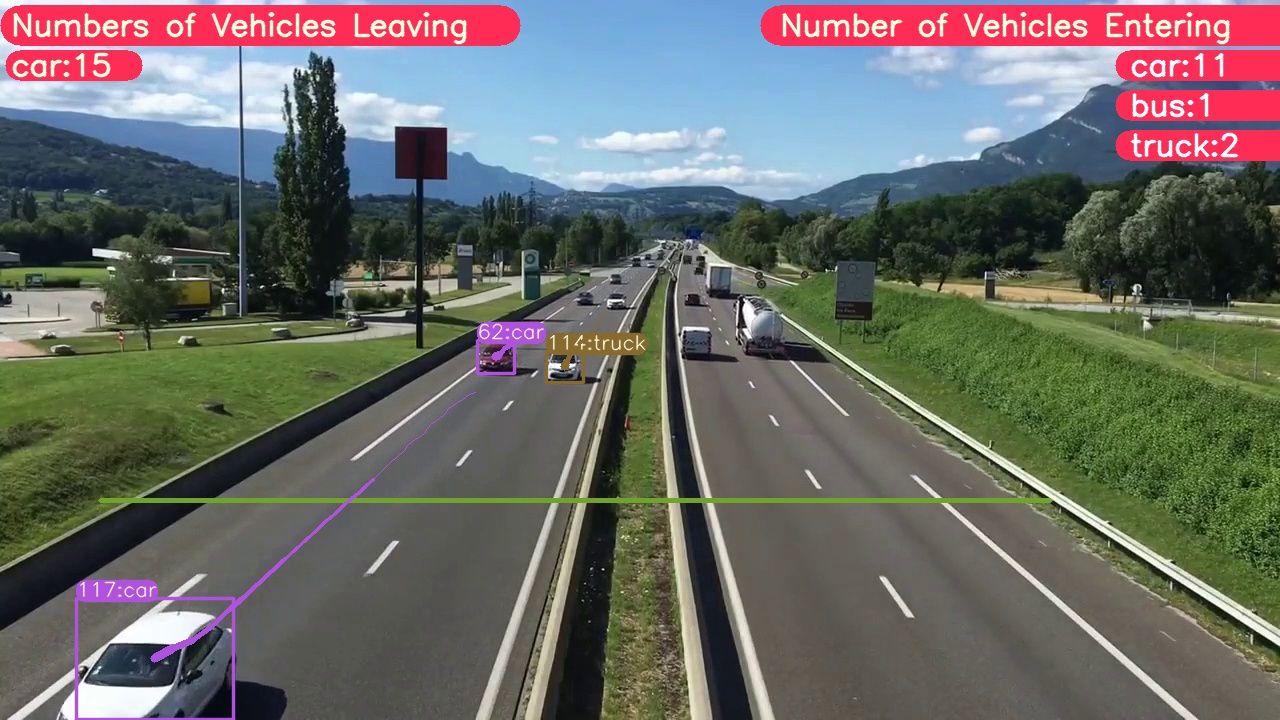 Numbers of Vehicles Leaving
car:15
Number of Vehicles Entering
car:11
bus:1
truck:2
62:car
114:truck
117:car